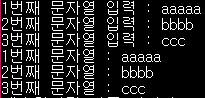 1번째 문자열 입력 : aaaaa
2번째 문자열 입력 : bbbb
3번째 문자열 입력 : ccc
1번째 문자열 : aaaaa
2번째 문자열 : bbbb
3번째 문자열 : ccc